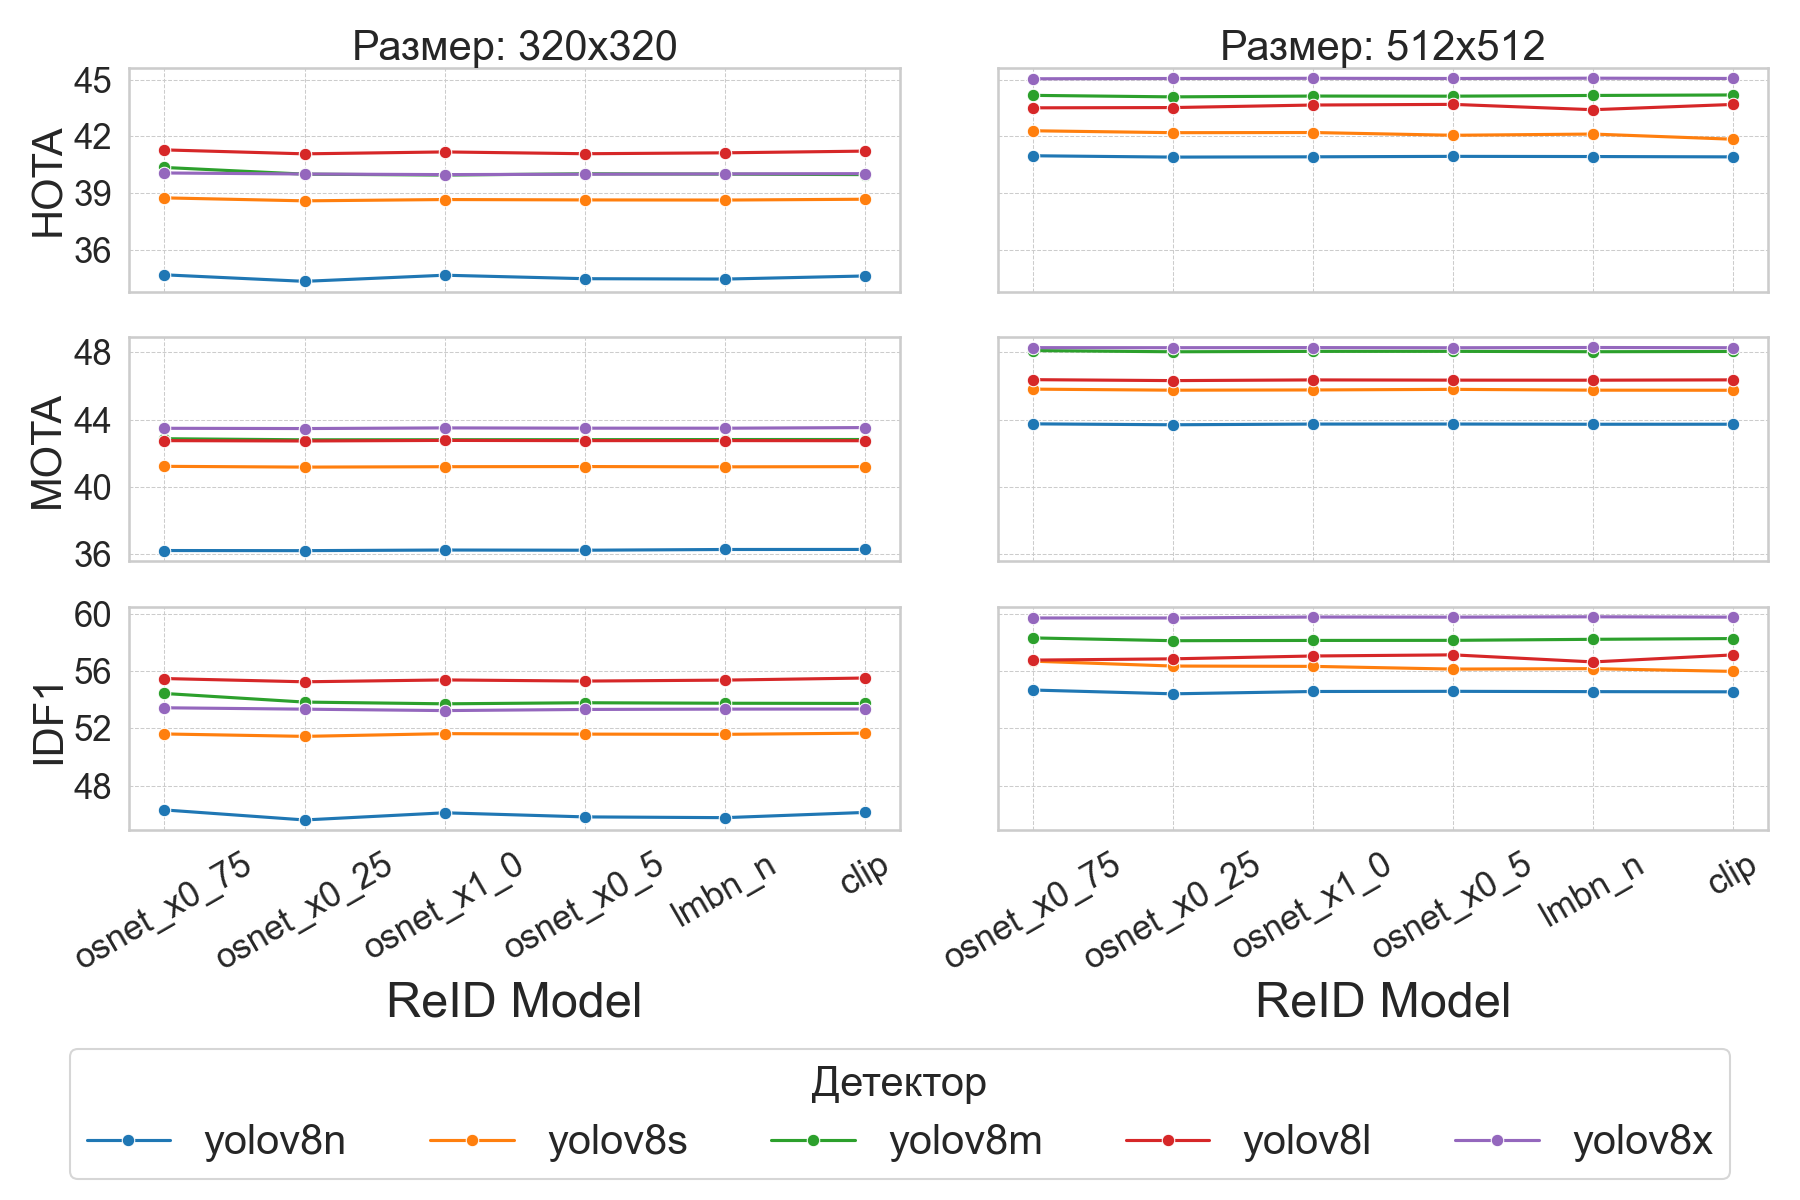 Размер: 320x320
Размер: 512x512
HOTA
45
42
39
36
MOTA
48
44
40
36
IDF1
60
56
52
48
osnet_x0_75
osnet_x0_25
osnet_x1_0
osnet_x0_5
lmbn_n
clip
osnet_x0_75
osnet_x0_25
osnet_x1_0
osnet_x0_5
lmbn_n
clip
ReID Model
ReID Model
Детектор
yolov8n
yolov8s
yolov8m
yolov8l
yolov8x